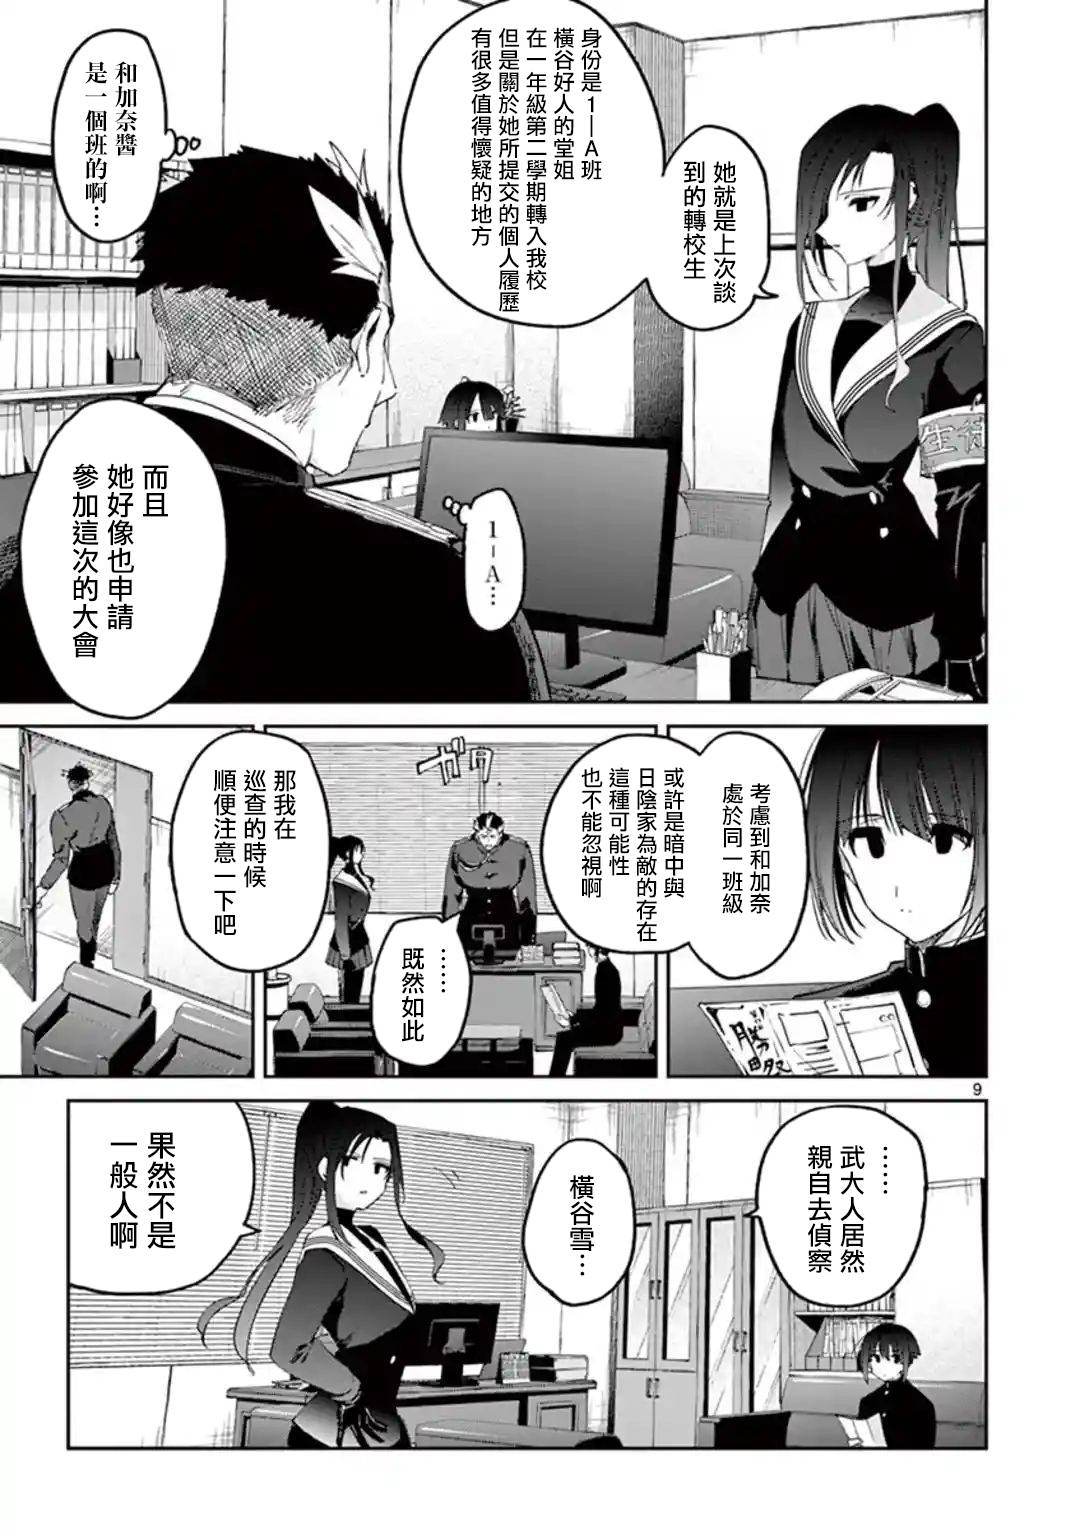 她就是上次談
到的轉校生
身份是1—A班
橫谷好人的堂姐
在一年級第二學期轉入我校
但是關於她所提交的個人履歷
有很多值得懷疑的地方
生徒
1-A…
和加奈醬
是一個班的啊…
而且
她好像也申請
參加這次的大會
考慮到和加奈
處於同一班級
或許是暗中與
日陰家為敵的存在
這種可能性
也不能忽視啊
勝
祭
ガタ
……
既然如此
那我在
巡查的時候
順便注意一下吧
9
……
武大人居然
親自去偵察
橫谷雪…
果然不是
一般人啊